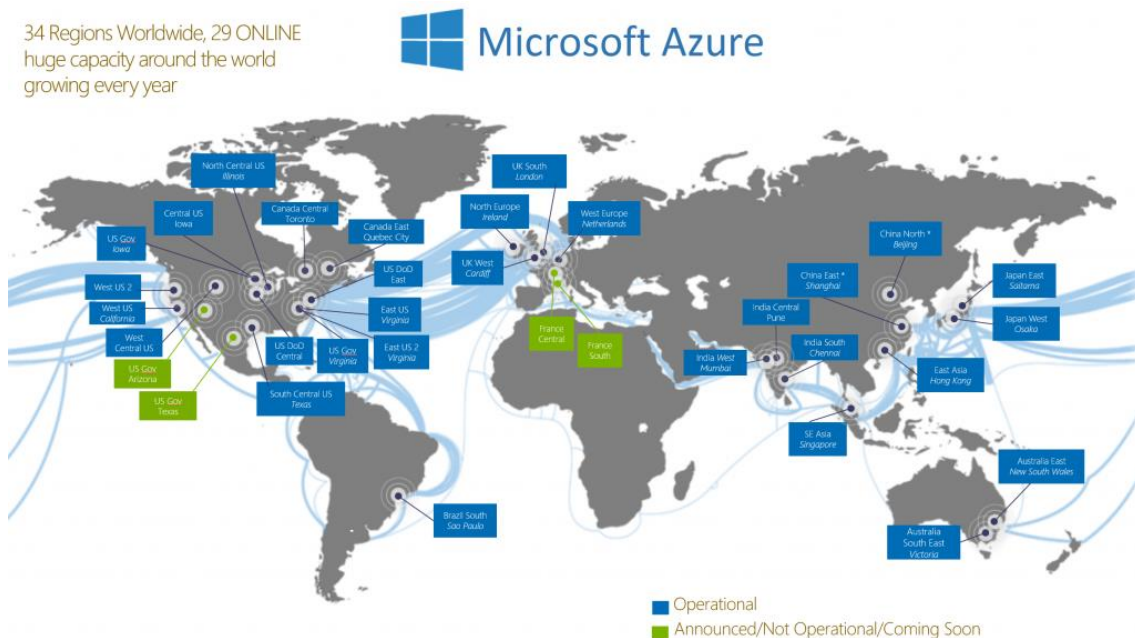 34 Regions Worldwide, 29 ONLINE
huge capacity around the world
growing every year
Microsoft Azure
North Central US
Illinois
Central US
Iowa
Canada Central
Toronto
Canada East
Quebec City
US Gov
Iowa
US DoD
East
West US 2
West US
California
East US
Virginia
West
Central US
US DoD
Central
US Gov
Virginia
East US 2
Virginia
US Gov
Arizona
US Gov
Texas
South Central US
Texas
Brazil South
Sao Paulo
UK South
London
North Europe
Ireland
West Europe
Netherlands
UK West
Cardiff
France
Central
France
South
China North *
Beijing
China East *
Shanghai
Japan East
Saitama
Japan West
Osaka
India Central
Pune
India South
Chennai
India West
Mumbai
East Asia
Hong Kong
SE Asia
Singapore
Australia East
New South Wales
Australia
South East
Victoria
Operational
Announced/Not Operational/Coming Soon